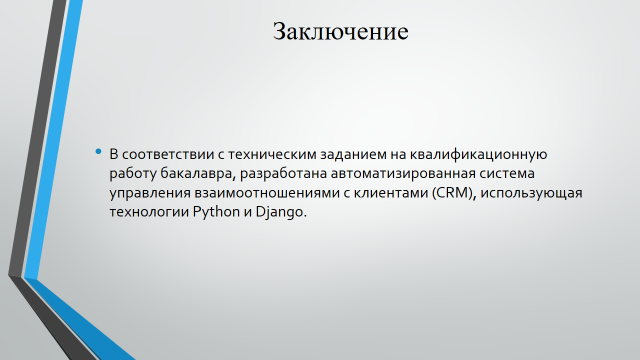 Заключение
В соответствии с техническим заданием на квалификационную
работу бакалавра, разработана автоматизированная система
управления взаимоотношениями с клиентами (CRM), использующая
технологии Python и Django.